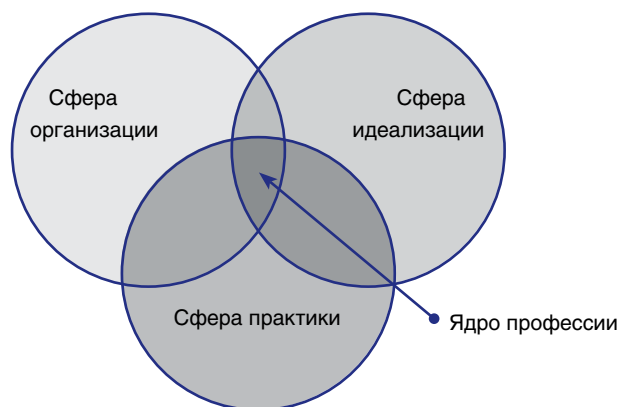 Сфера
организации
Сфера
идеализации
Сфера практики
Ядро профессии